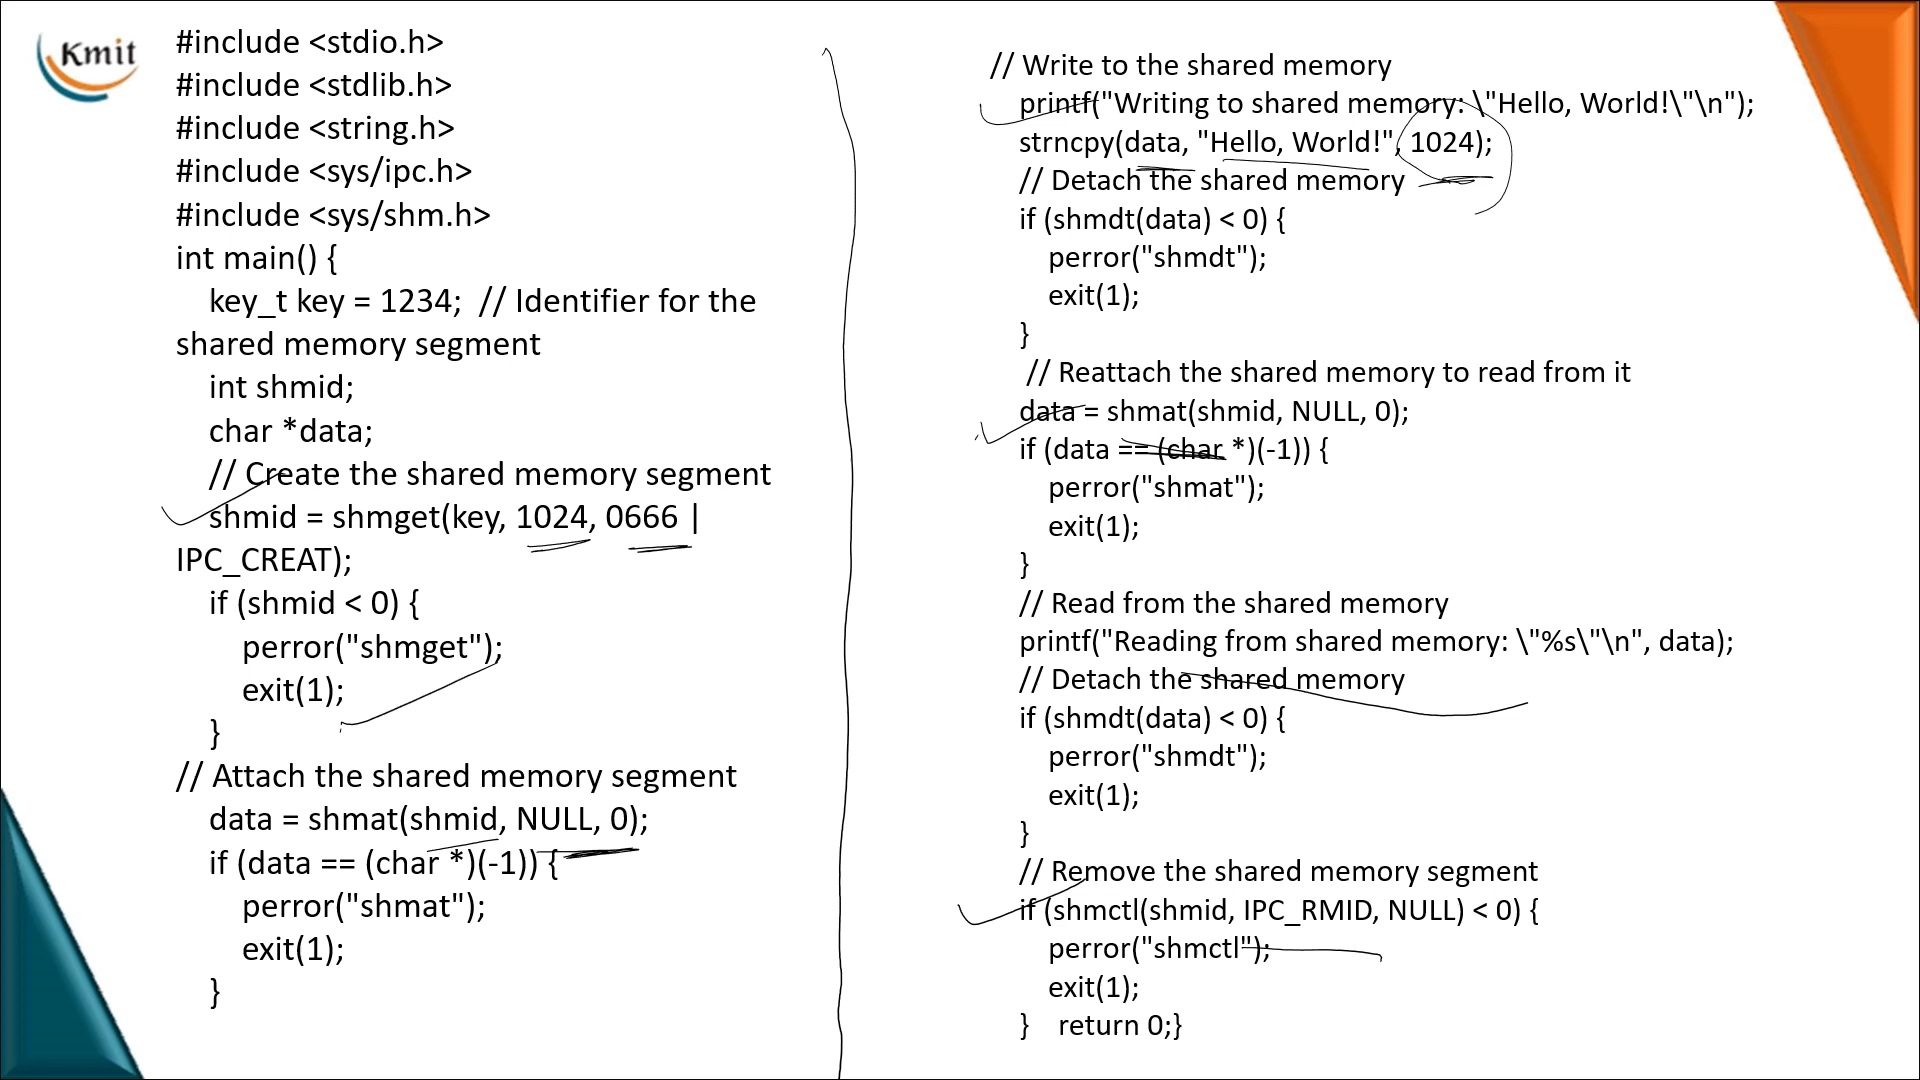 Kmit
#include <stdio.h>
#include <stdlib.h>
#include <string.h>
#include <sys/ipc.h>
#include <sys/shm.h>
int main() {
key_t key = 1234;  // Identifier for the
shared memory segment
int shmid;
char *data;
// Create the shared memory segment
shmid = shmget(key, 1024, 0666 |
IPC_CREAT);
if (shmid < 0) {
perror("shmget");
exit(1);
}
// Attach the shared memory segment
data = shmat(shmid, NULL, 0);
if (data == (char *)(-1)) {
perror("shmat");
exit(1);
}
// Write to the shared memory
printf("Writing to shared memory: \"Hello, World!\"\n");
strncpy(data, "Hello, World!", 1024);
// Detach the shared memory
if (shmdt(data) < 0) {
perror("shmdt");
exit(1);
}
// Reattach the shared memory to read from it
data = shmat(shmid, NULL, 0);
if (data == (char *)(-1)) {
perror("shmat");
exit(1);
}
// Read from the shared memory
printf("Reading from shared memory: \"%s\"\n", data);
// Detach the shared memory
if (shmdt(data) < 0) {
perror("shmdt");
exit(1);
}
// Remove the shared memory segment
if (shmctl(shmid, IPC_RMID, NULL) < 0) {
perror("shmctl");
exit(1);
}    return 0;}